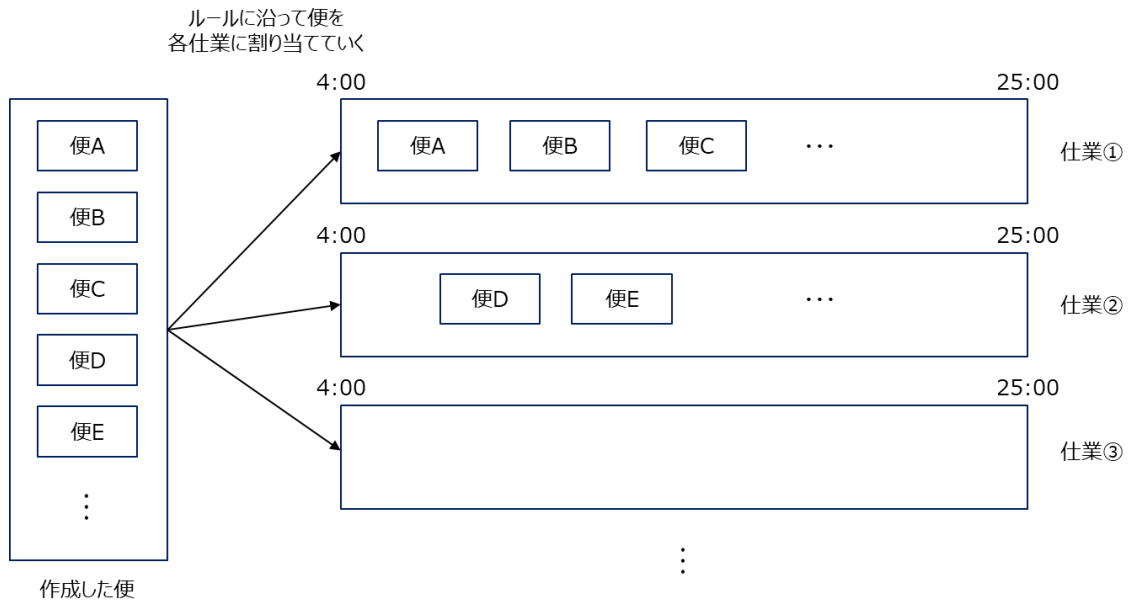 ルールに沿って便を
各仕業に割り当てていく
4:00
25:00
便A
便B
便C
便D
便E
⋮
作成した便
便A
便B
便C
…
仕業①
4:00
25:00
便D
便E
…
仕業②
4:00
25:00
仕業③
⋮